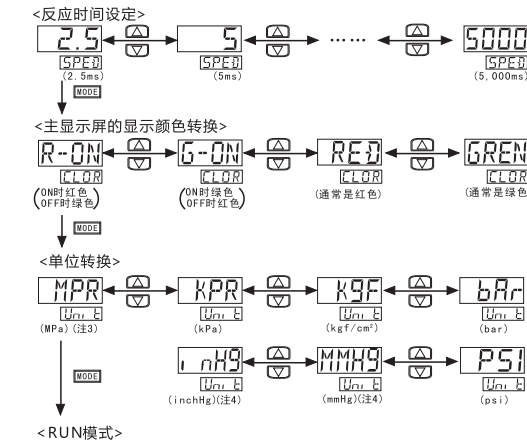 <反应时间设定>
2.5 5 …… 5000
SPED SPED SPED
(2.5ms) (5ms) (5,000ms)
MODE
<主显示屏的显示颜色转换>
R-ON G-ON RED GREN
CLOR CLOR CLOR CLOR
(ON时红色 OFF时绿色) (ON时绿色 OFF时红色) (通常是红色) (通常是绿色
MODE
<单位转换>
MPA KPA KgF bAr
Unit Unit Unit Unit
(MPa) (注3) (kPa) (kgf/cm²) (bar)
inHg MMHg PSI
MODE
Unit Unit Unit
(inchHg)(注4) (mmHg)(注4) (psi)
<RUN模式>